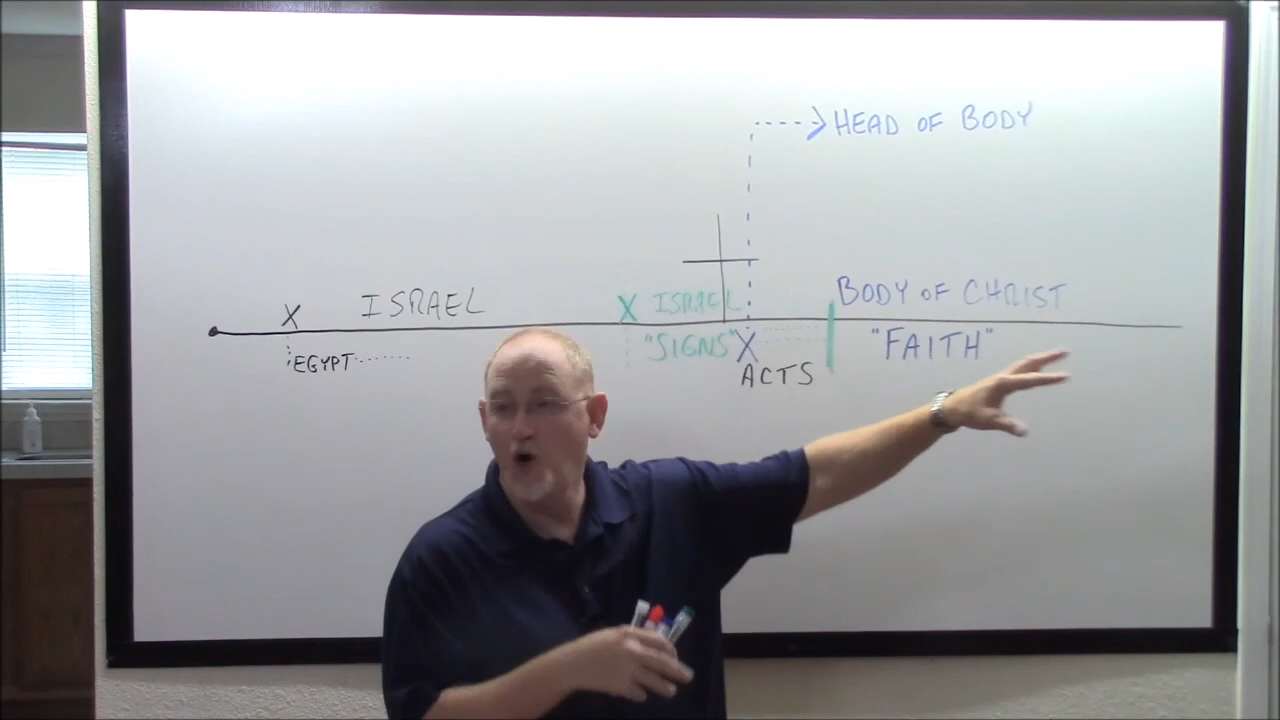 HEAD OF BODY
X ISRAEL
X ISRAEL
BODY OF CHRIST
EGYPT
"SIGNS"
X
ACTS
"FAITH"